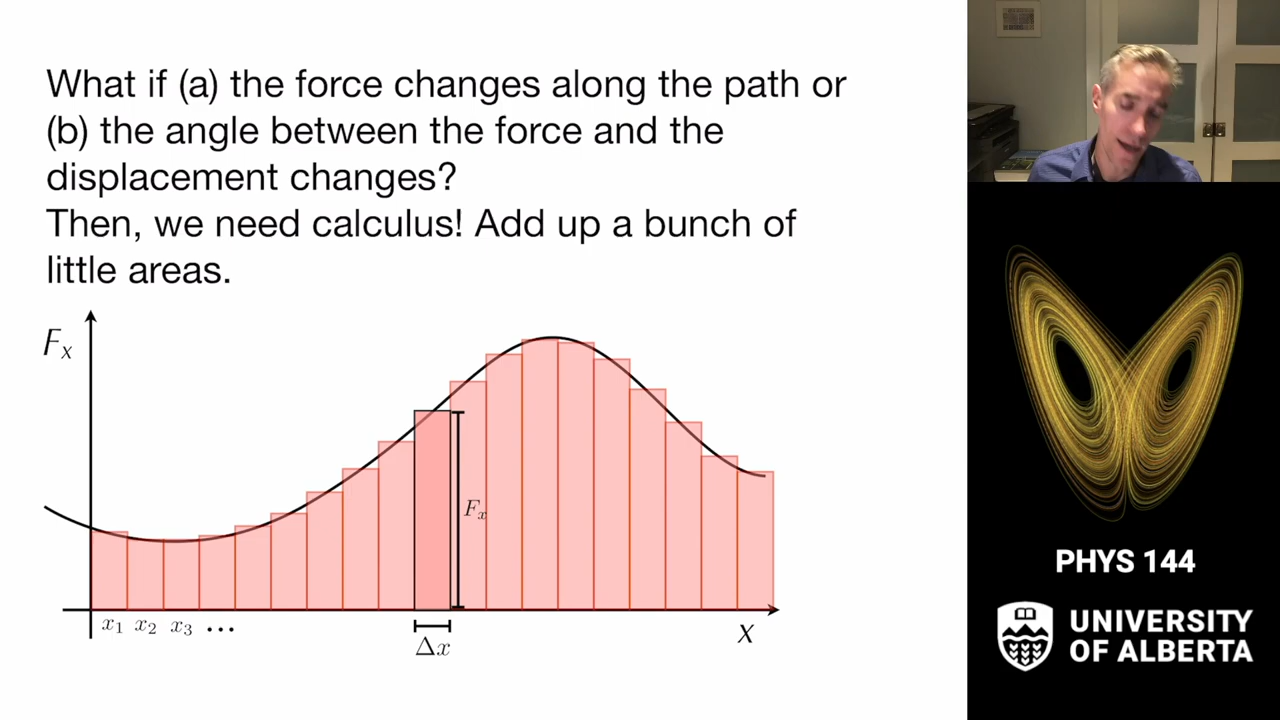 What if (a) the force changes along the path or
(b) the angle between the force and the
displacement changes?
Then, we need calculus! Add up a bunch of
little areas.
Fx
Fx
x1 x2 x3 ...
Δx
x
PHYS 144
UNIVERSITY
OF ALBERTA